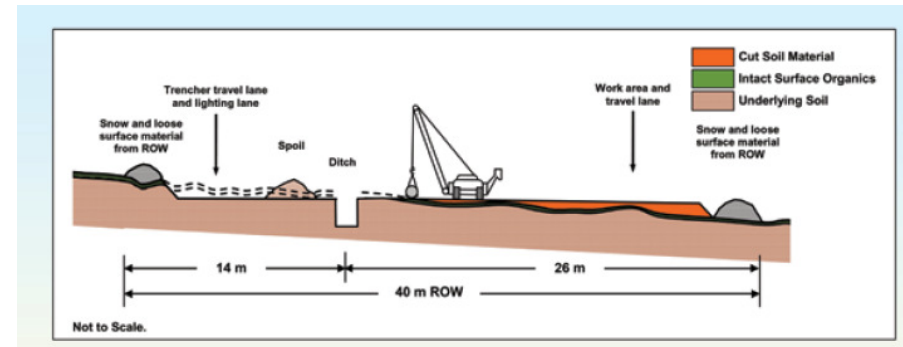 Cut Soil Material
Intact Surface Organics
Underlying Soil
Trencher travel lane
and lighting lane
Work area and
travel lane
Snow and loose
surface material
from ROW
Spoil
Ditch
Snow and loose
surface material
from ROW
14 m
26 m
40 m ROW
Not to Scale.